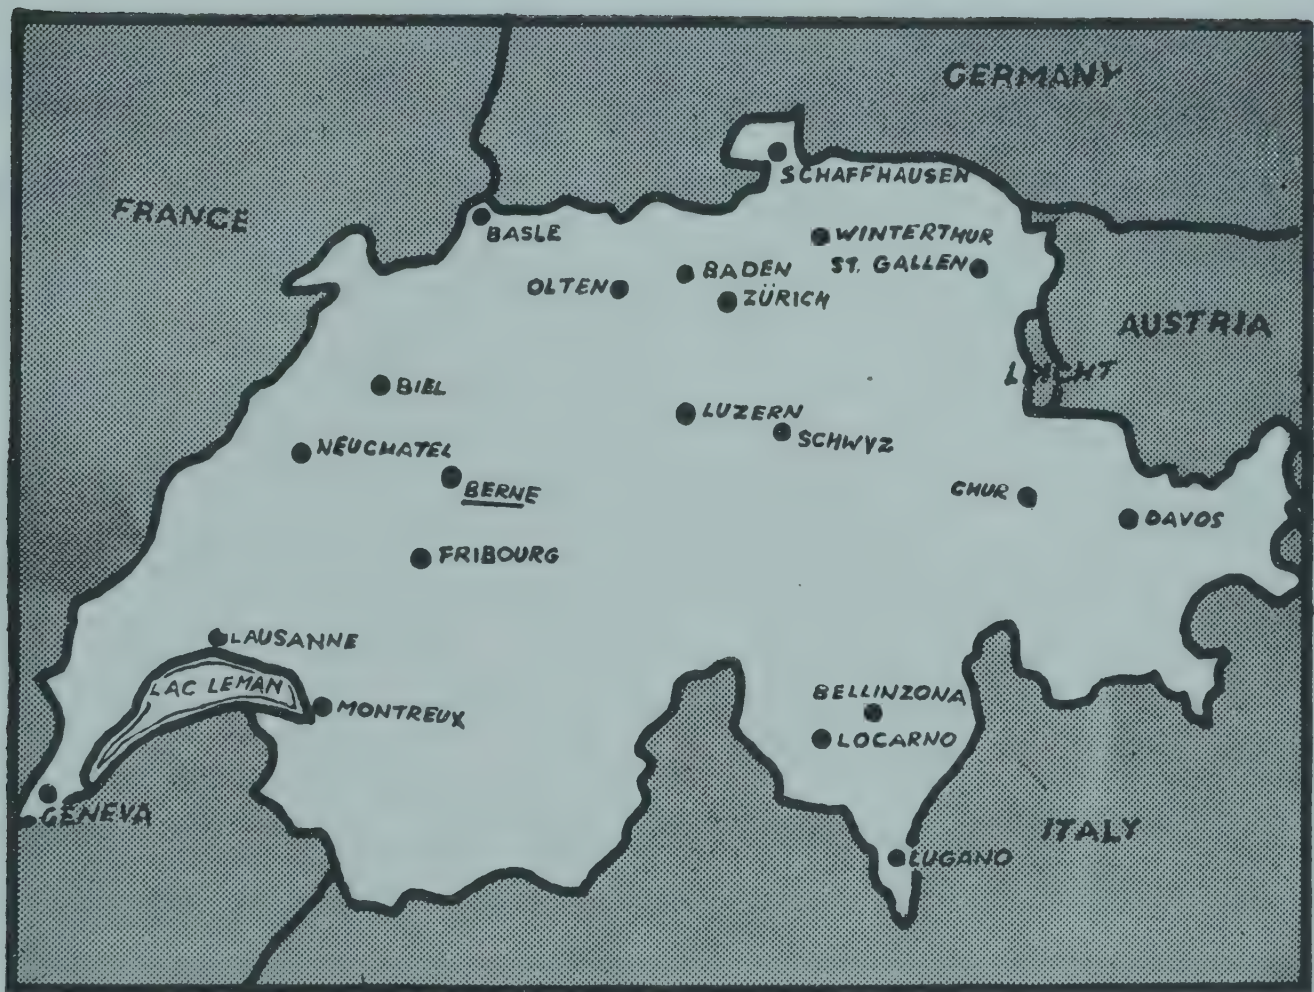 GERMANY
FRANCE
SCHAFFHAUSEN
BASLE
WINTERTHUR
ST. GALLEN
BADEN
OLTEN
ZÜRICH
AUSTRIA
BIEL
LUZERN
SCHWYZ
NEUCHATEL
BERNE
CHUR
DAVOS
FRIBOURG
LAUSANNE
LAC LEMAN
MONTREUX
BELLINZONA
LOCARNO
GENEVA
ITALY
LUGANO